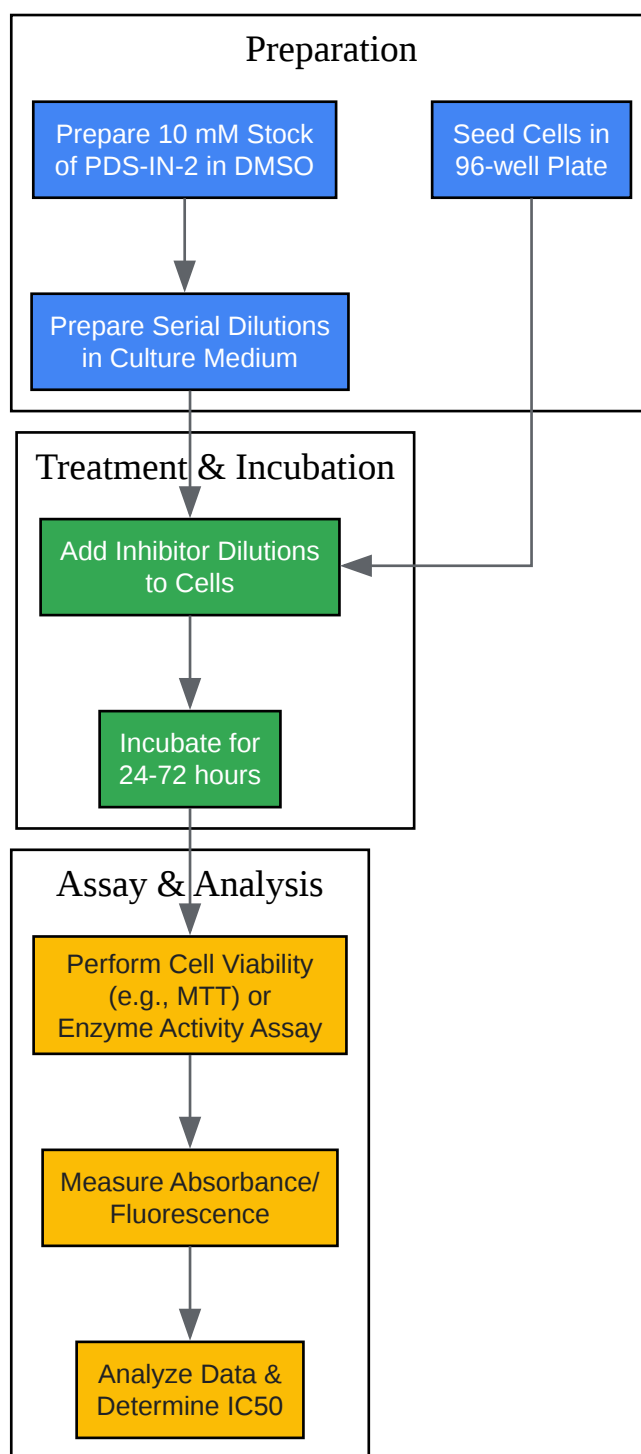 Preparation
Prepare 10 mM Stock
of PDS-IN-2 in DMSO
Seed Cells in
96-well Plate
Prepare Serial Dilutions
in Culture Medium
Treatment & Incubation
Add Inhibitor Dilutions
to Cells
Incubate for
24-72 hours
Assay & Analysis
Perform Cell Viability
(e.g., MTT) or
Enzyme Activity Assay
Measure Absorbance/
Fluorescence
Analyze Data &
Determine IC50